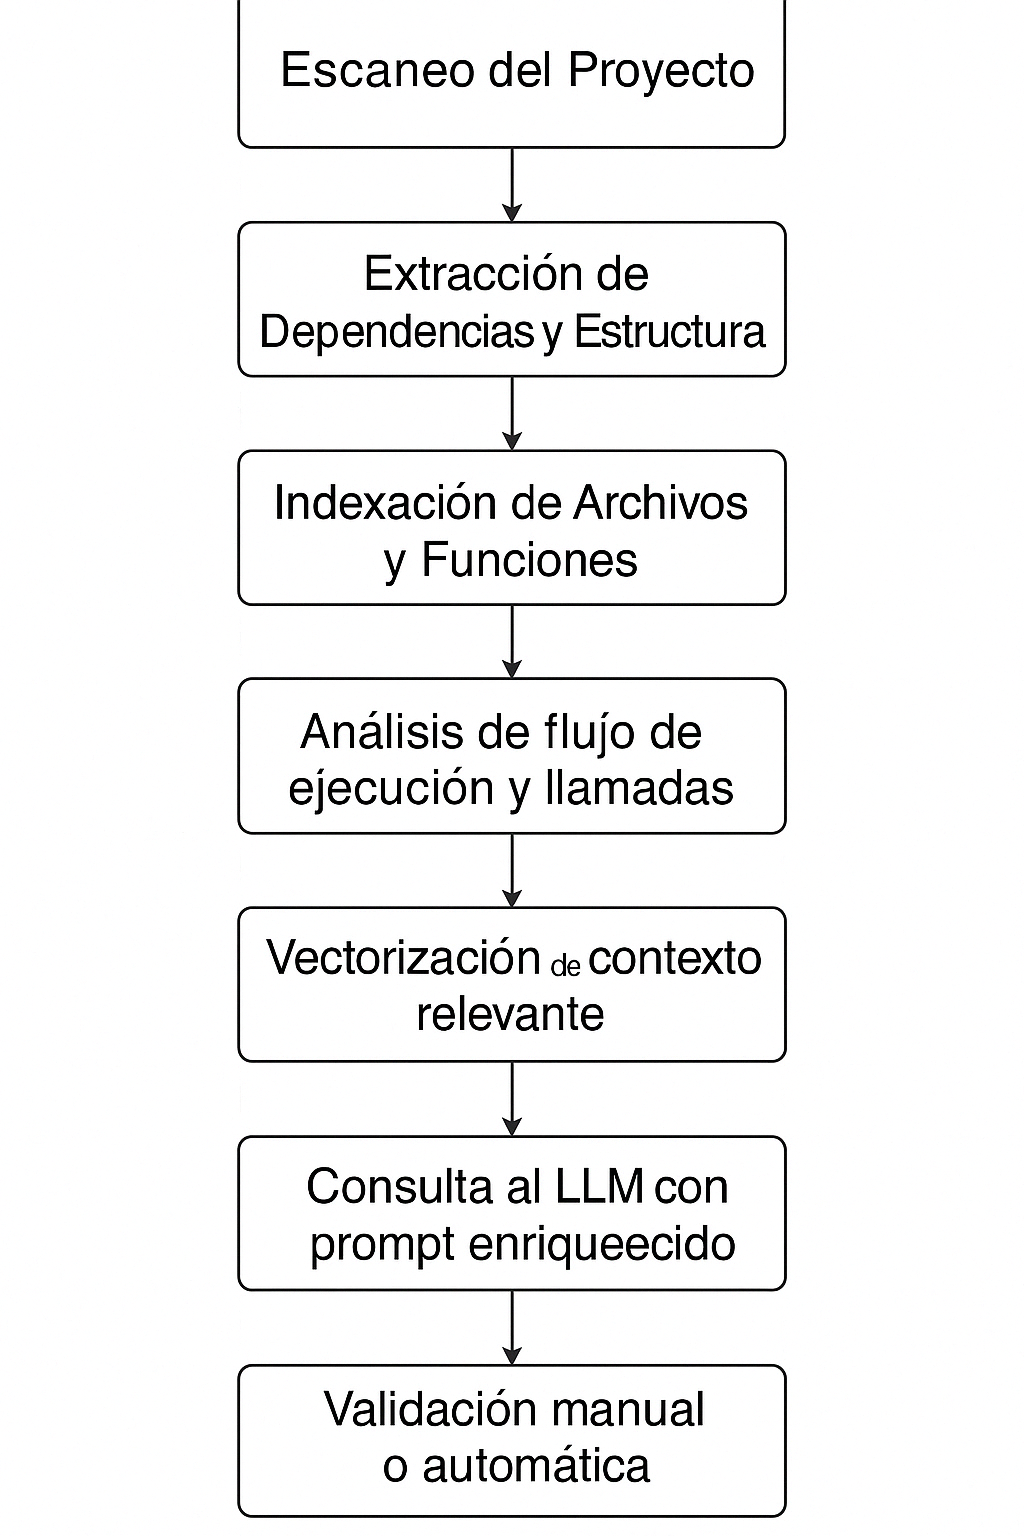 Escaneo del Proyecto
Extracción de
Dependencias y Estructura
Indexación de Archivos
y Funciones
Análisis de flujo de
ejecución y llamadas
Vectorización de contexto
relevante
Consulta al LLM con
prompt enriqueecido
Validación manual
o automática